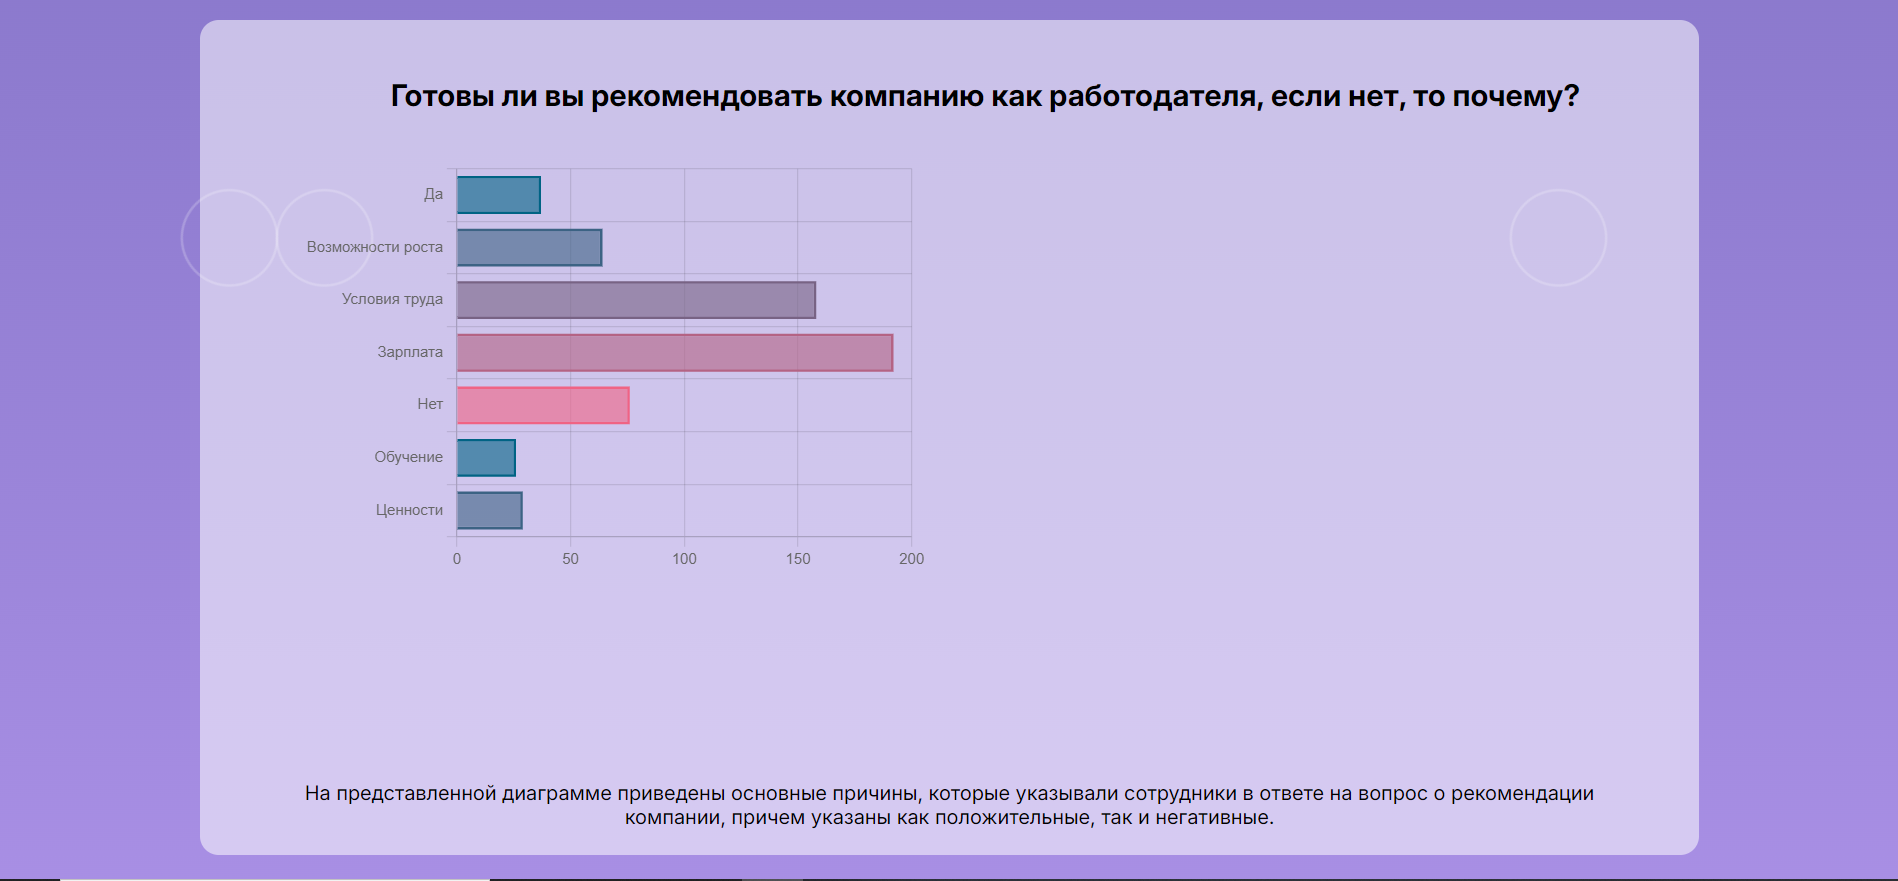 Готовы ли вы рекомендовать компанию как работодателя, если нет, то почему?
Да
Возможности роста
Условия труда
Зарплата
Нет
Обучение
Ценности
0 50 100 150 200
На представленной диаграмме приведены основные причины, которые указывали сотрудники в ответе на вопрос о рекомендации
компании, причем указаны как положительные, так и негативные.